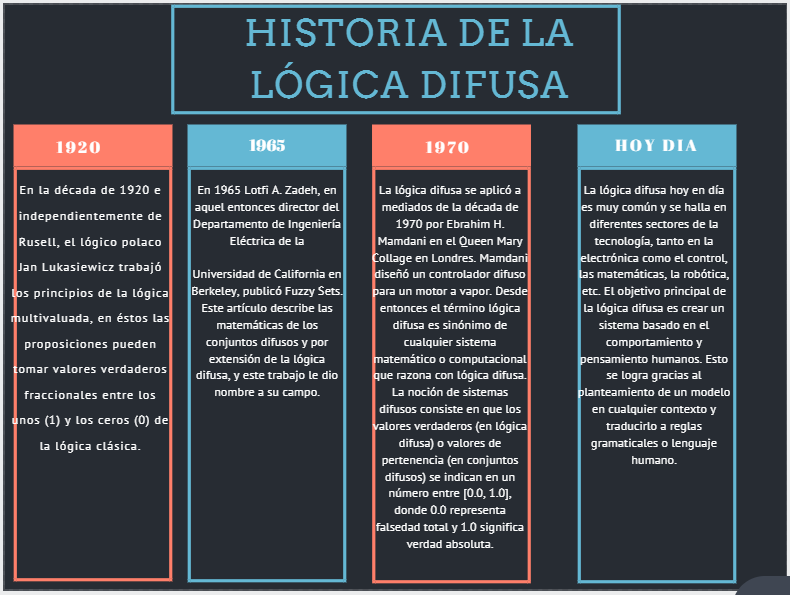 HISTORIA DE LA
LÓGICA DIFUSA
1920
En la década de 1920 e
independientemente de
Rusell, el lógico polaco
Jan Lukasiewicz trabajó
los principios de la lógica
multivaluada, en éstos las
proposiciones pueden
tomar valores verdaderos
fraccionales entre los
unos (1) y los ceros (0) de
la lógica clásica.
1965
En 1965 Lotfi A. Zadeh, en
aquel entonces director del
Departamento de Ingeniería
Eléctrica de la
Universidad de California en
Berkeley, publicó Fuzzy Sets.
Este artículo describe las
matemáticas de los
conjuntos difusos y por
extensión de la lógica
difusa, y este trabajo le dio
nombre a su campo.
1970
La lógica difusa se aplicó a
mediados de la década de
1970 por Ebrahim H.
Mamdani en el Queen Mary
Collage en Londres. Mamdani
diseñó un controlador difuso
para un motor a vapor. Desde
entonces el término lógica
difusa es sinónimo de
cualquier sistema
matemático o computacional
que razona con lógica difusa.
La noción de sistemas
difusos consiste en que los
valores verdaderos (en lógica
difusa) o valores de
pertenencia (en conjuntos
difusos) se indican en un
número entre [0.0, 1.0],
donde 0.0 representa
falsedad total y 1.0 significa
verdad absoluta.
HOY DIA
La lógica difusa hoy en día
es muy común y se halla en
diferentes sectores de la
tecnología, tanto en la
electrónica como el control,
las matemáticas, la robótica,
etc. El objetivo principal de
la lógica difusa es crear un
sistema basado en el
comportamiento y
pensamiento humanos. Esto
se logra gracias al
planteamiento de un modelo
en cualquier contexto y
traducirlo a reglas
gramaticales o lenguaje
humano.